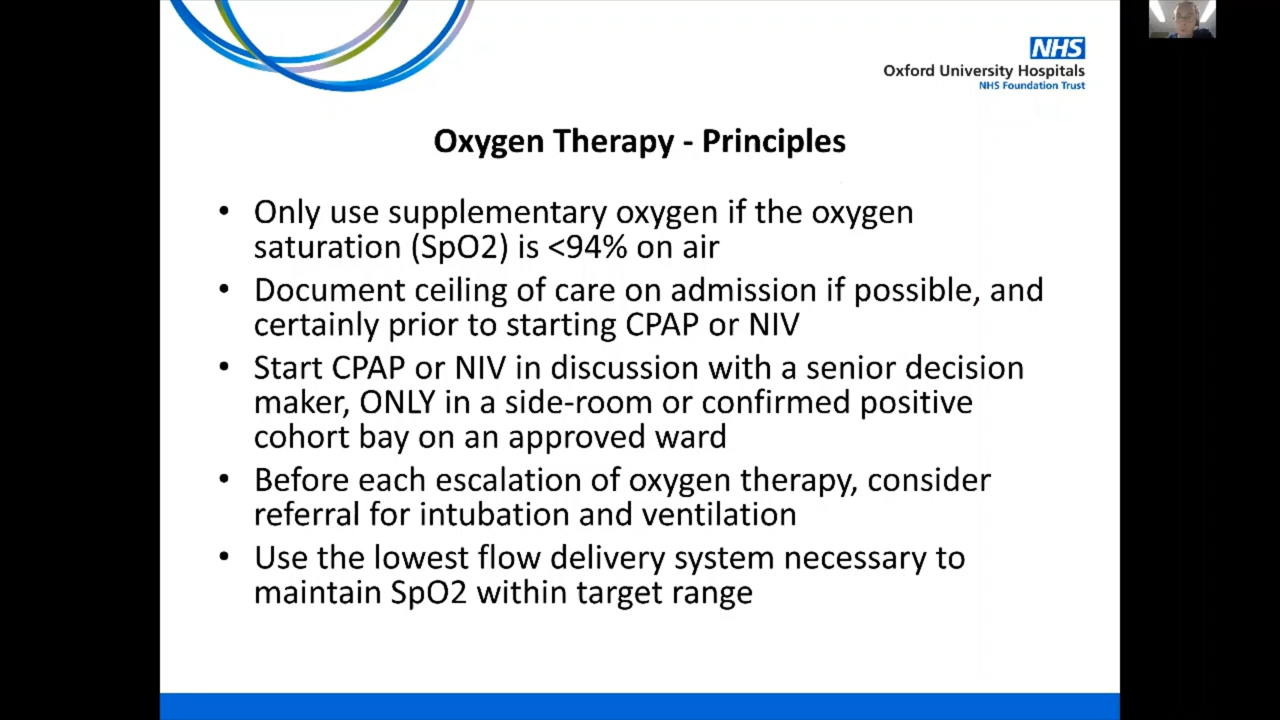 NHS
Oxford University Hospitals
NHS Foundation Trust
Oxygen Therapy - Principles
• Only use supplementary oxygen if the oxygen
saturation (SpO2) is <94% on air
• Document ceiling of care on admission if possible, and
certainly prior to starting CPAP or NIV
• Start CPAP or NIV in discussion with a senior decision
maker, ONLY in a side-room or confirmed positive
cohort bay on an approved ward
• Before each escalation of oxygen therapy, consider
referral for intubation and ventilation
• Use the lowest flow delivery system necessary to
maintain SpO2 within target range